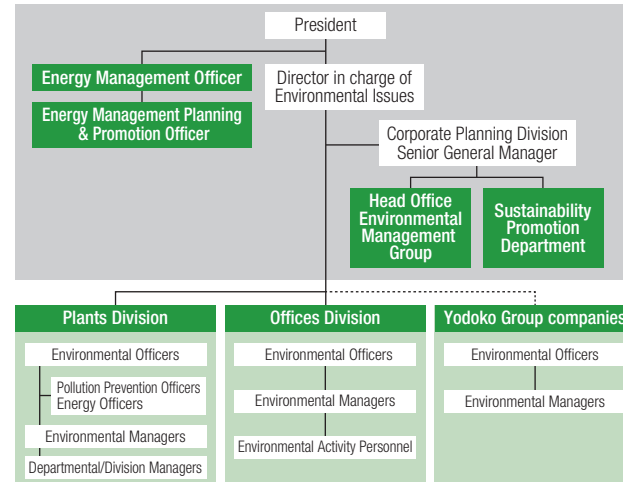 President
Energy Management Officer
Director in charge of
Environmental Issues
Energy Management Planning
& Promotion Officer
Corporate Planning Division
Senior General Manager
Head Office
Environmental
Management
Group
Sustainability
Promotion
Department
Plants Division
Environmental Officers
Pollution Prevention Officers
Energy Officers
Environmental Managers
Departmental/Division Managers
Offices Division
Environmental Officers
Environmental Managers
Environmental Activity Personnel
Yodoko Group companies
Environmental Officers
Environmental Managers